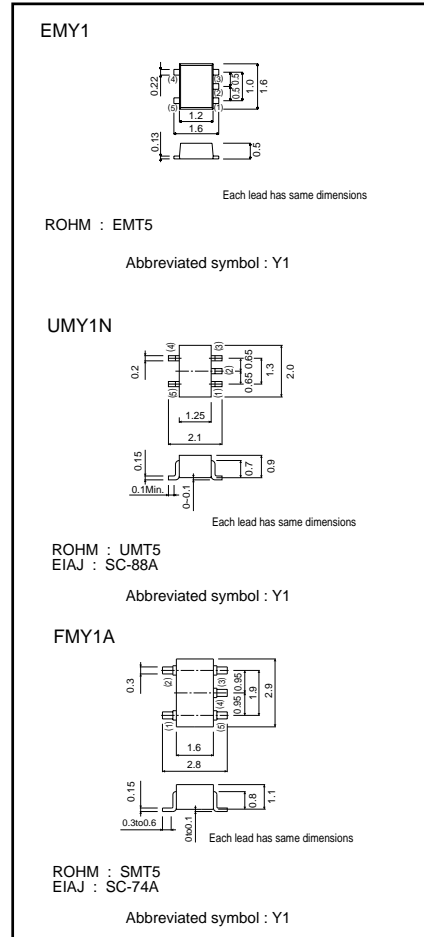 EMY1
0.22
(4)
(3)
(2)
(5)
(1)
0.5 0.5
1.0
1.6
1.2
1.6
0.13
0.5
Each lead has same dimensions
ROHM : EMT5
Abbreviated symbol : Y1
UMY1N
0.2
(4)
(3)
(2)
(5)
(1)
0.65 0.65
1.3
2.0
1.25
2.1
0.15
0.1Min.
0~0.1
0.7
0.9
Each lead has same dimensions
ROHM : UMT5
EIAJ : SC-88A
Abbreviated symbol : Y1
FMY1A
0.3
(2)
(3)
(4)
(1)
(5)
0.95 0.95
1.9
2.9
1.6
2.8
0.15
0.3to0.6
0to0.1
0.8
1.1
Each lead has same dimensions
ROHM : SMT5
EIAJ : SC-74A
Abbreviated symbol : Y1